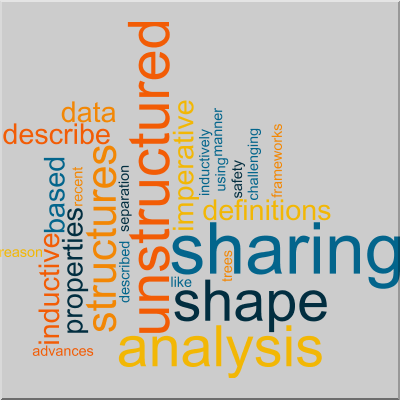 unstructured
data
describe
imperative
inductively
using
manner
safety
challenging
frameworks
structures
recent
separation
based
definitions
sharing
inductive
properties
described
reason
like
trees
shape
analysis
advances